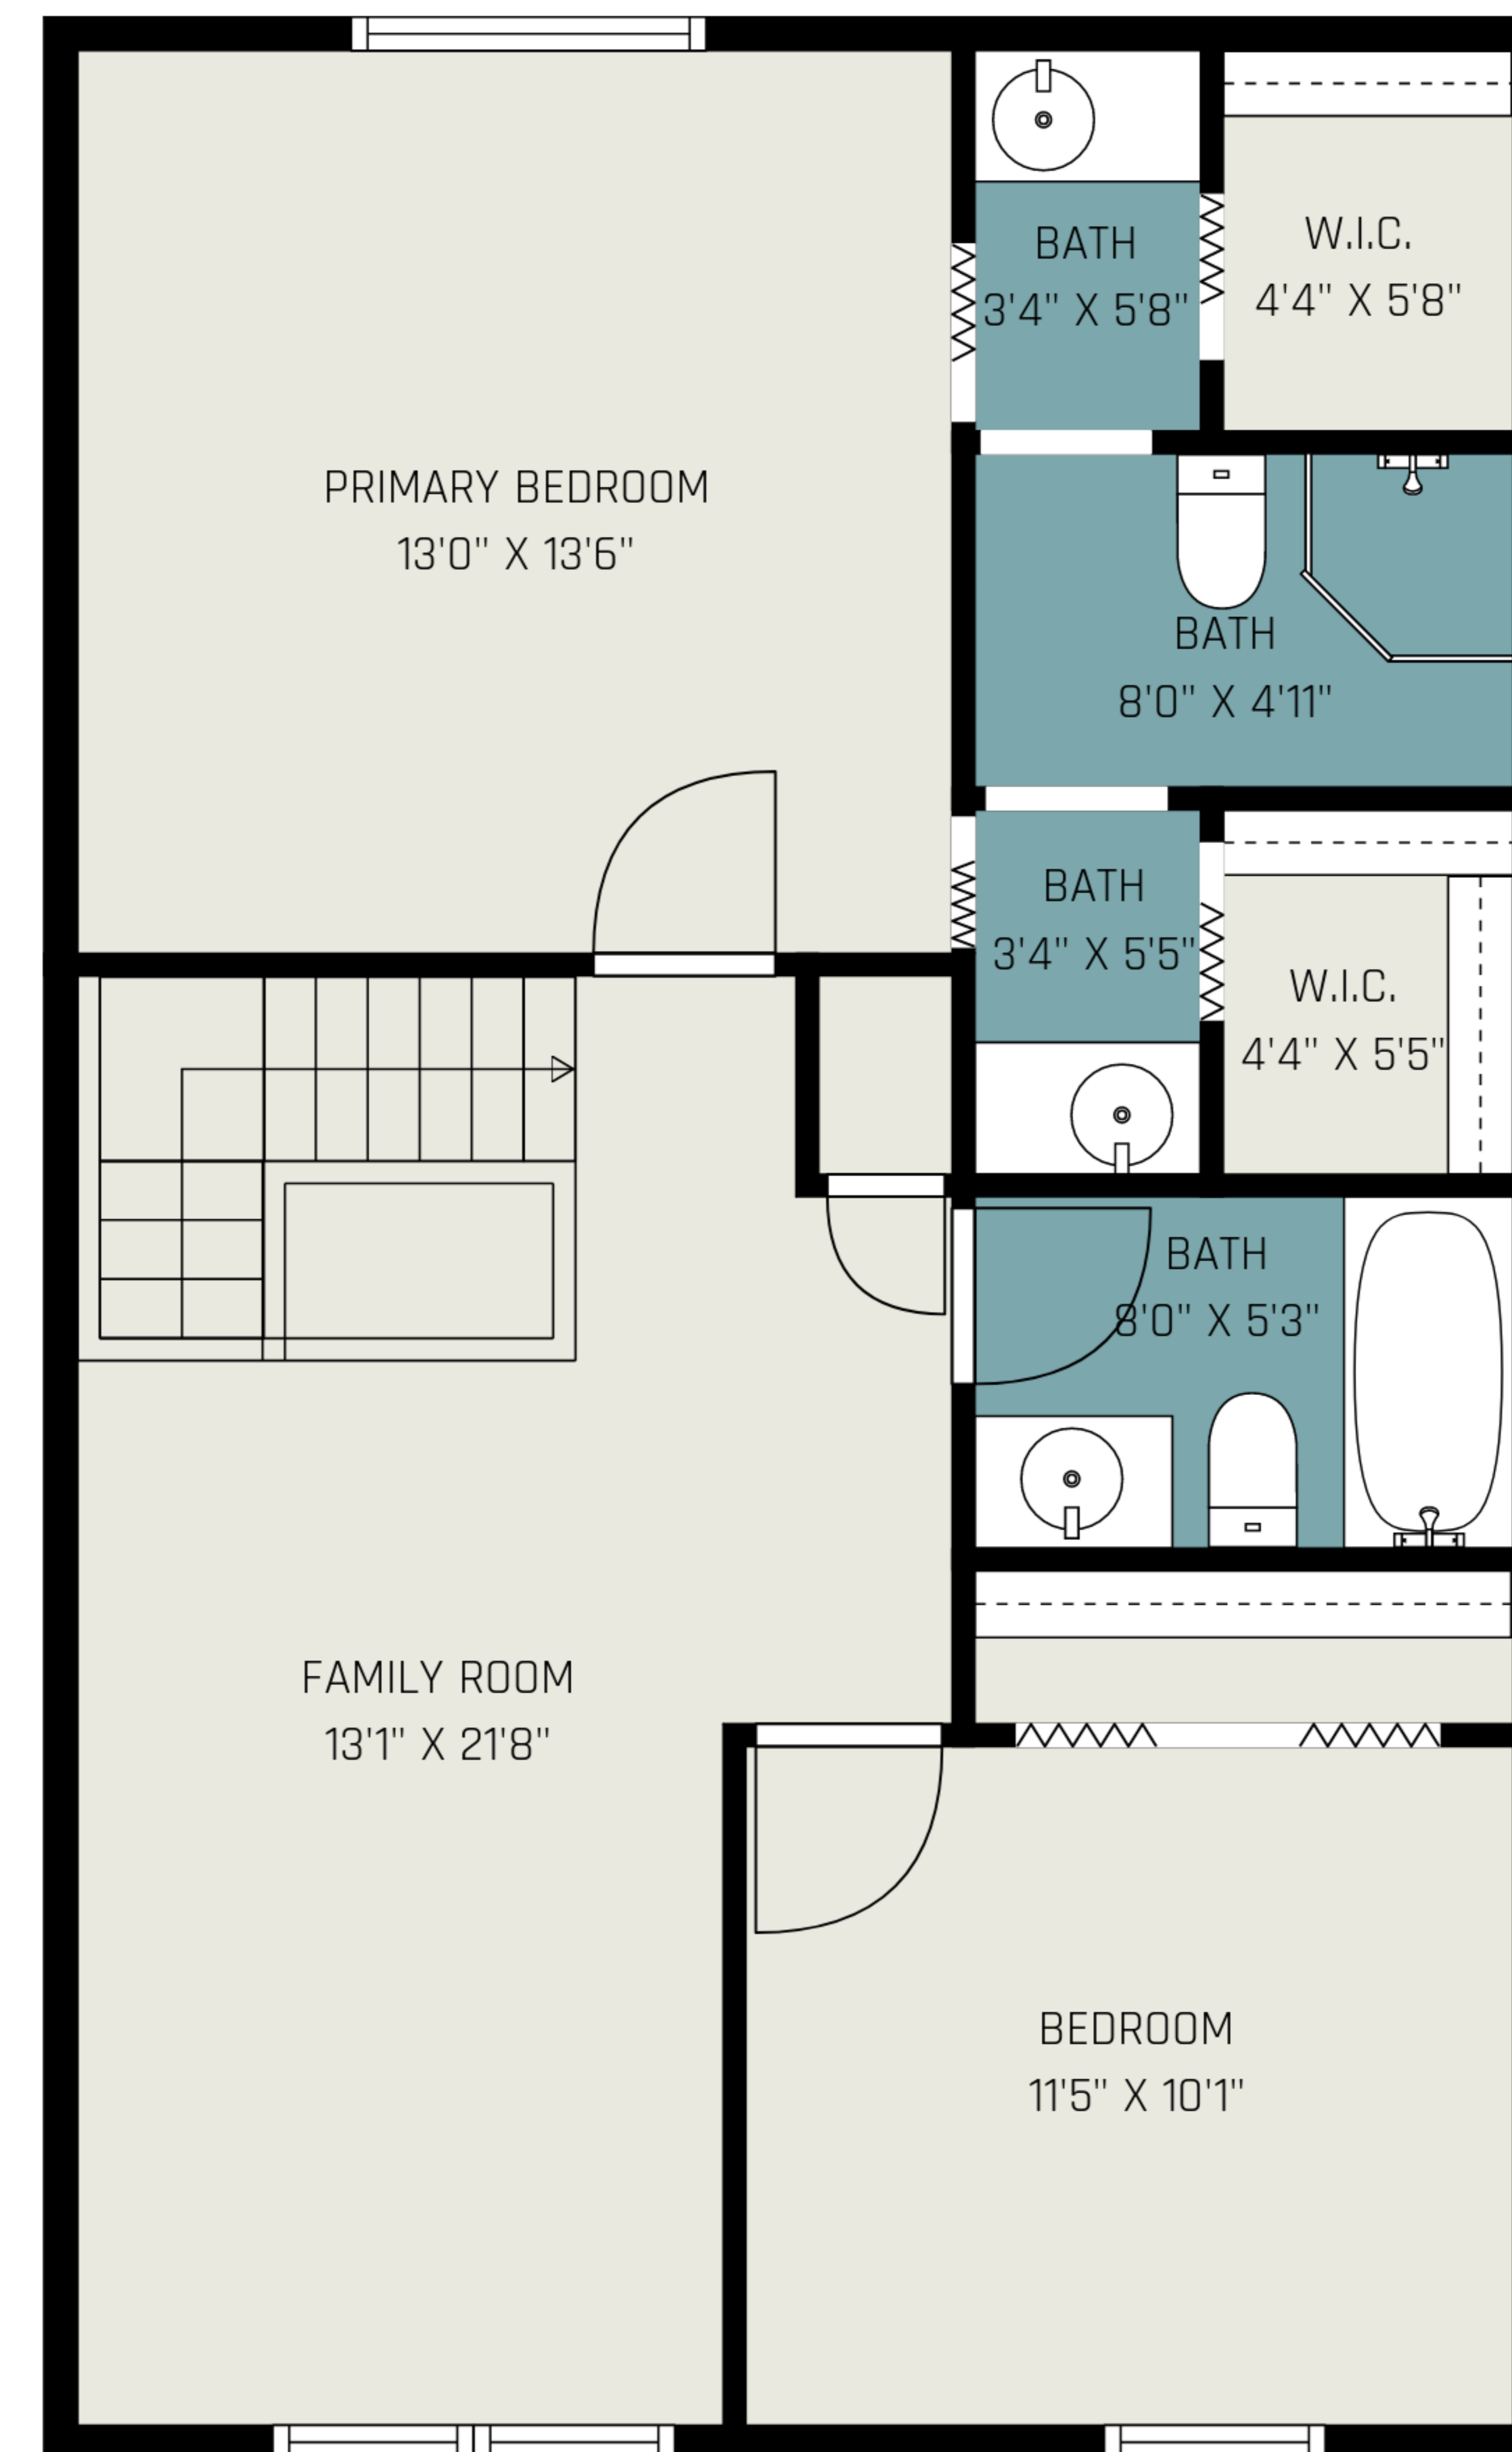 BATH
3'4" X 5'8"
W.I.C.
4'4" X 5'8"
PRIMARY BEDROOM
13'0" X 13'6"
BATH
8'0" X 4'11"
BATH
3'4" X 5'5"
W.I.C.
4'4" X 5'5"
BATH
8'0" X 5'3"
FAMILY ROOM
13'1" X 21'8"
BEDROOM
11'5" X 10'1"